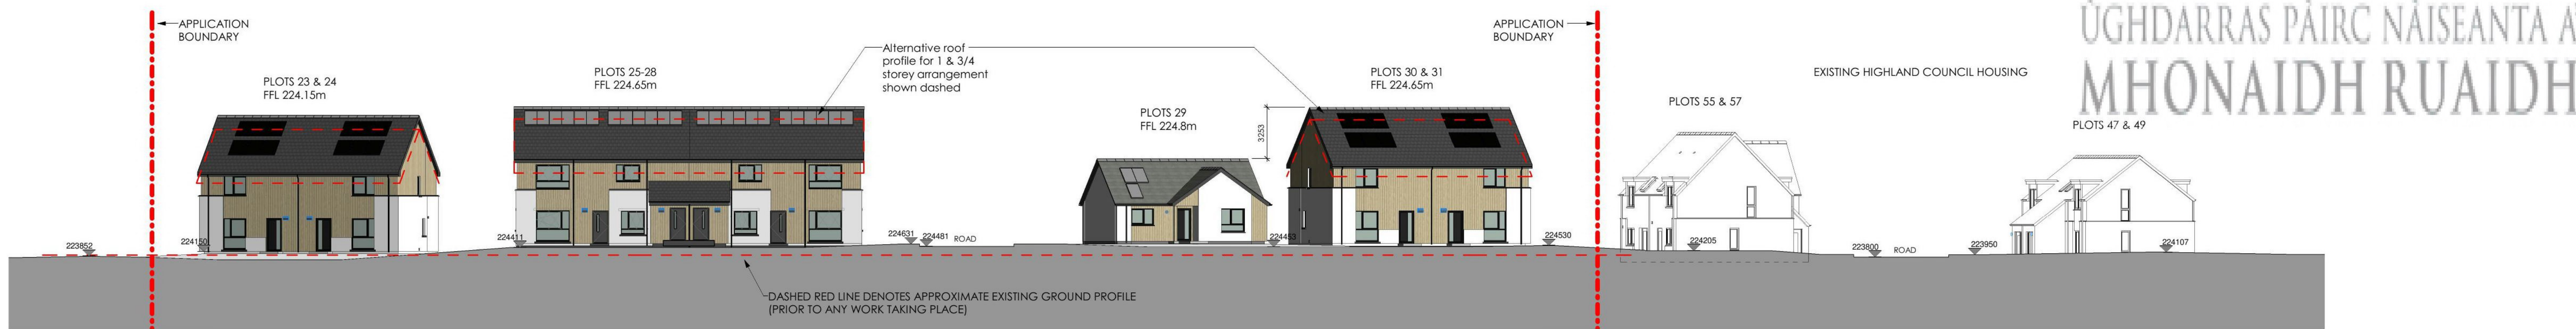 ÙGHDARRAS PÀIRC NÀISEANTA
MHONAIDH RUAIDH
APPLICATION
BOUNDARY
PLOTS 23 & 24
FFL 224.15m
PLOTS 25-28
FFL 224.65m
Alternative roof
profile for 1 & 3/4
storey arrangement
shown dashed
PLOTS 29
FFL 224.8m
3253
PLOTS 30 & 31
FFL 224.65m
APPLICATION
BOUNDARY
EXISTING HIGHLAND COUNCIL HOUSING
PLOTS 55 & 57
PLOTS 47 & 49
223852
224150
224411
224631
224481
ROAD
224453
224530
224205
223800
ROAD
223950
224107
DASHED RED LINE DENOTES APPROXIMATE EXISTING GROUND PROFILE
(PRIOR TO ANY WORK TAKING PLACE)